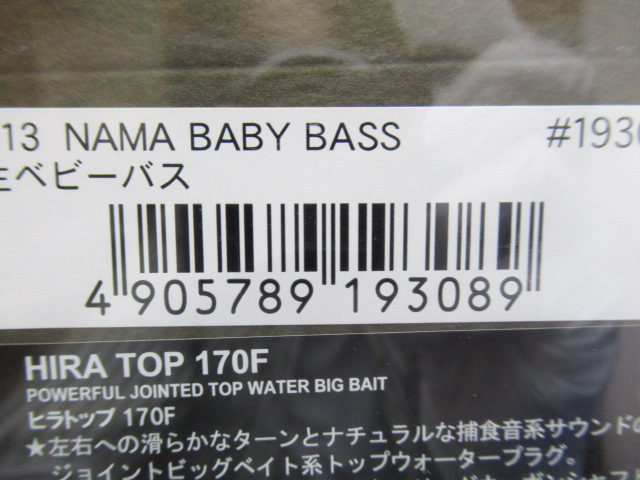 13 NAMA BABY BASS #193
生ベビーバス
4 905789 193089
HIRA TOP 170F
POWERFUL JOINTED TOP WATER BIG BAIT
ヒラトップ 170F
★左右への滑らかなターンとナチュラルな捕食音系サウンドの
ジョイントビッグベイト系トップウォータープラグ。